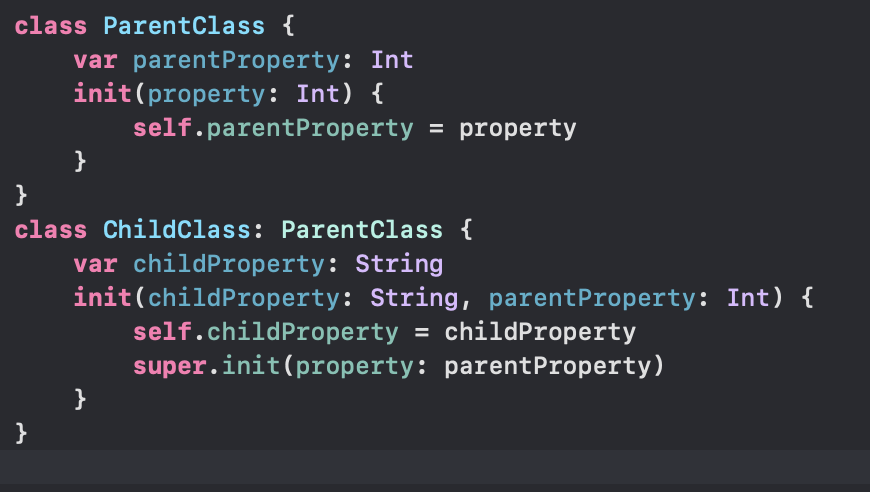 class ParentClass {
    var parentProperty: Int
    init(property: Int) {
        self.parentProperty = property
    }
}
class ChildClass: ParentClass {
    var childProperty: String
    init(childProperty: String, parentProperty: Int) {
        self.childProperty = childProperty
        super.init(property: parentProperty)
    }
}